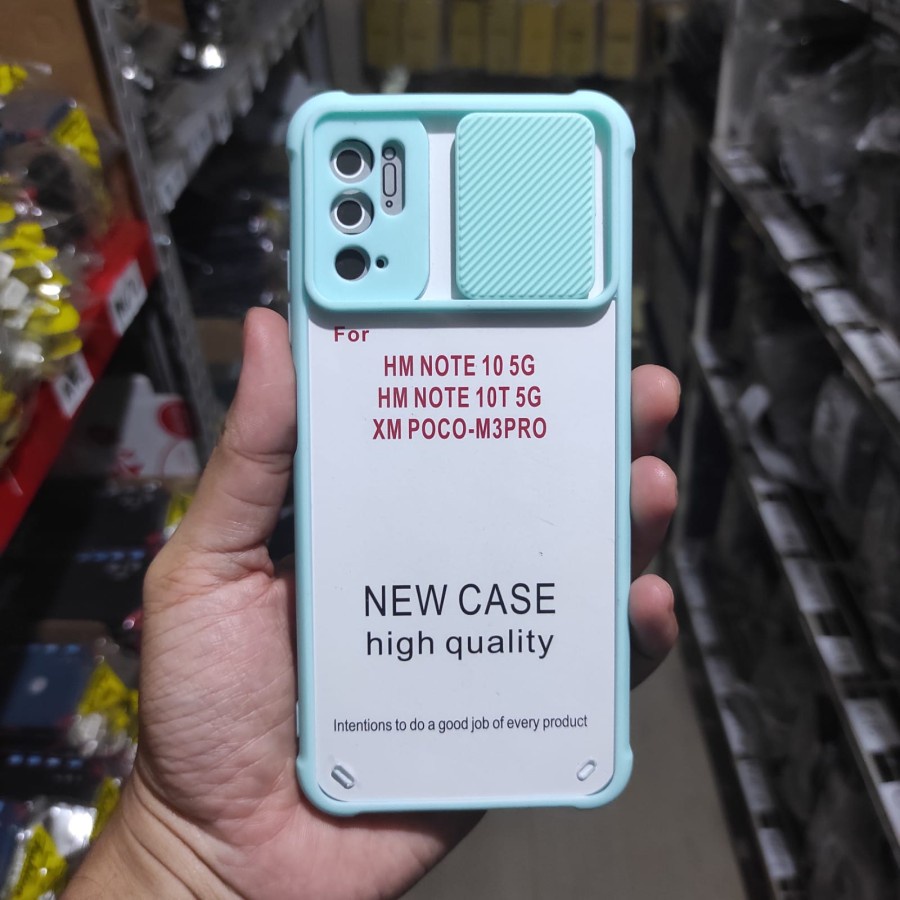 For
HM NOTE 10 5G
HM NOTE 10T 5G
XM POCO-M3PRO
NEW CASE
high quality
Intentions to do a good job of every product